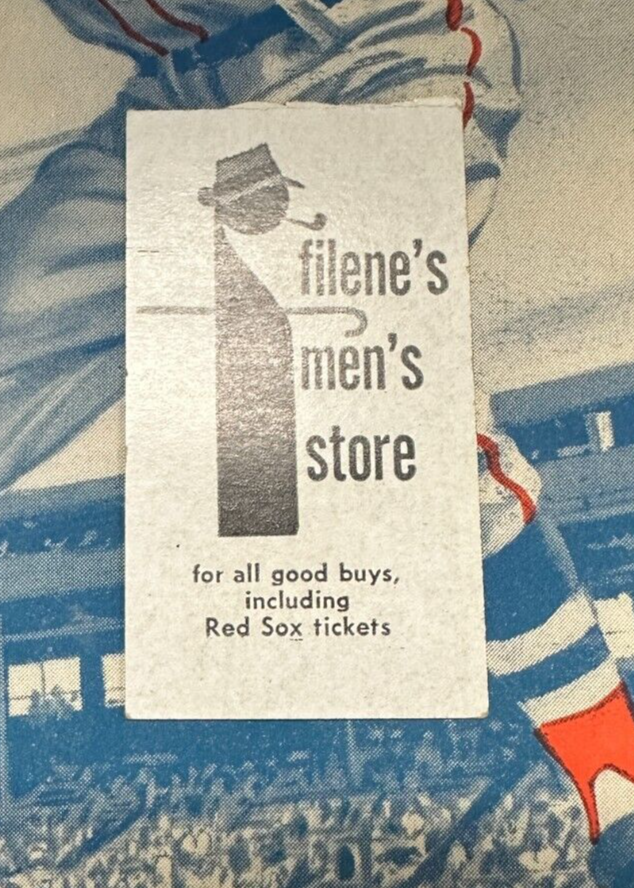 filene's
men's
store
for all good buys,
including
Red Sox tickets